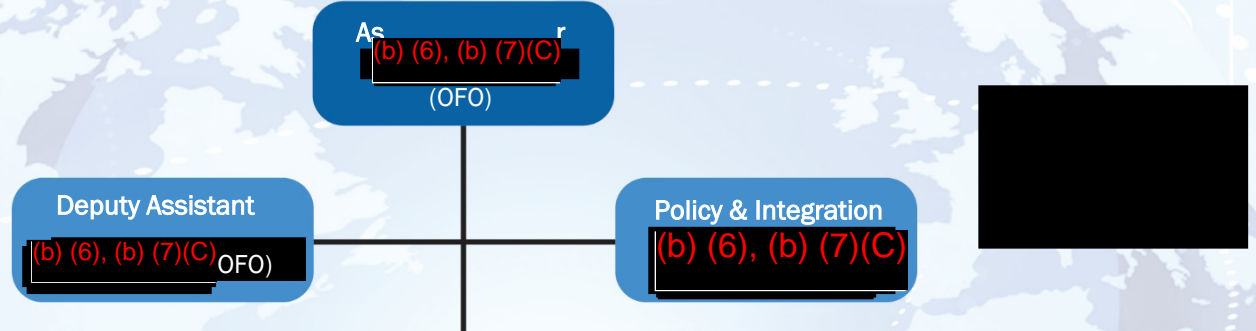 As r
(b) (6), (b) (7)(C)
(OFO)
Deputy Assistant
(b) (6), (b) (7)(C) OFO)
Policy & Integration
(b) (6), (b) (7)(C)